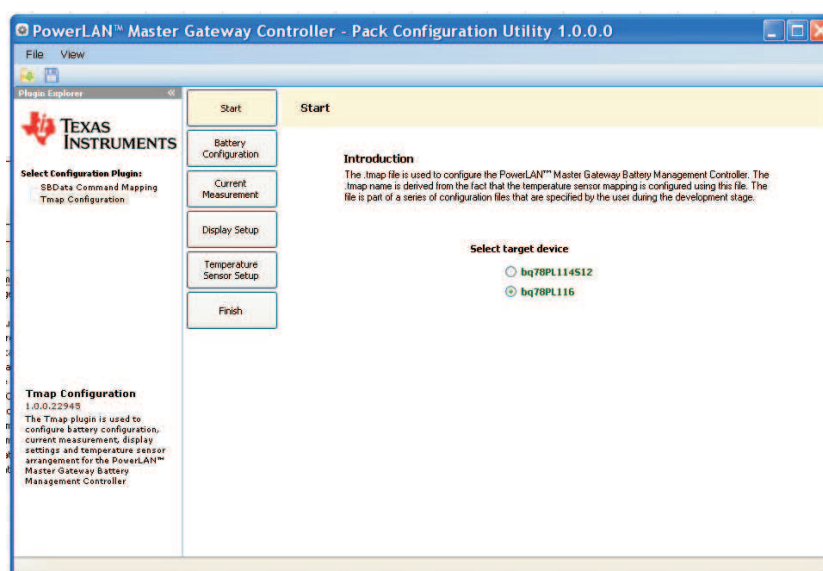 PowerLAN™ Master Gateway Controller - Pack Configuration Utility 1.0.0.0
File View
Plugin Explorer «
TEXAS
INSTRUMENTS
Select Configuration Plugin:
SBData Command Mapping
Tmap Configuration
Tmap Configuration
1.0.0.22945
The Tmap plugin is used to
configure battery configuration,
current measurement, display
settings and temperature sensor
arrangement for the PowerLAN™
Master Gateway Battery
Management Controller
Start
Battery
Configuration
Current
Measurement
Display Setup
Temperature
Sensor Setup
Finish
Start
Introduction
The .tmap file is used to configure the PowerLAN™ Master Gateway Battery Management Controller. The
.tmap name is derived from the fact that the temperature sensor mapping is configured using this file. The
file is part of a series of configuration files that are specified by the user during the development stage.
Select target device
bq78PL114S12
bq78PL116